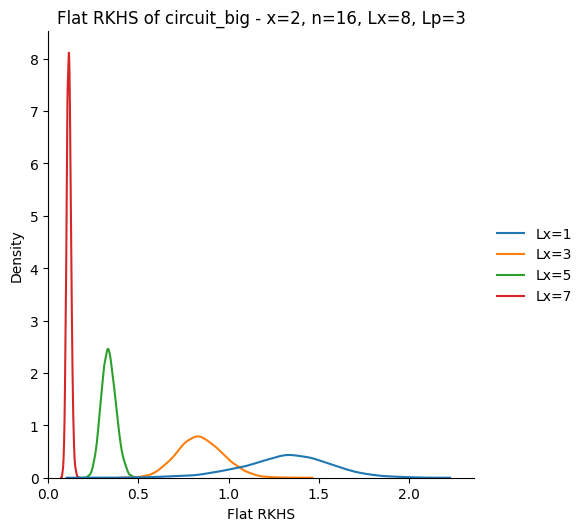 Flat RKHS of circuit_big - x=2, n=16, Lx=8, Lp=3
8
7
6
5
4
3
2
1
0
Density
0.0 0.5 1.0 1.5 2.0
Flat RKHS
Lx=1
Lx=3
Lx=5
Lx=7